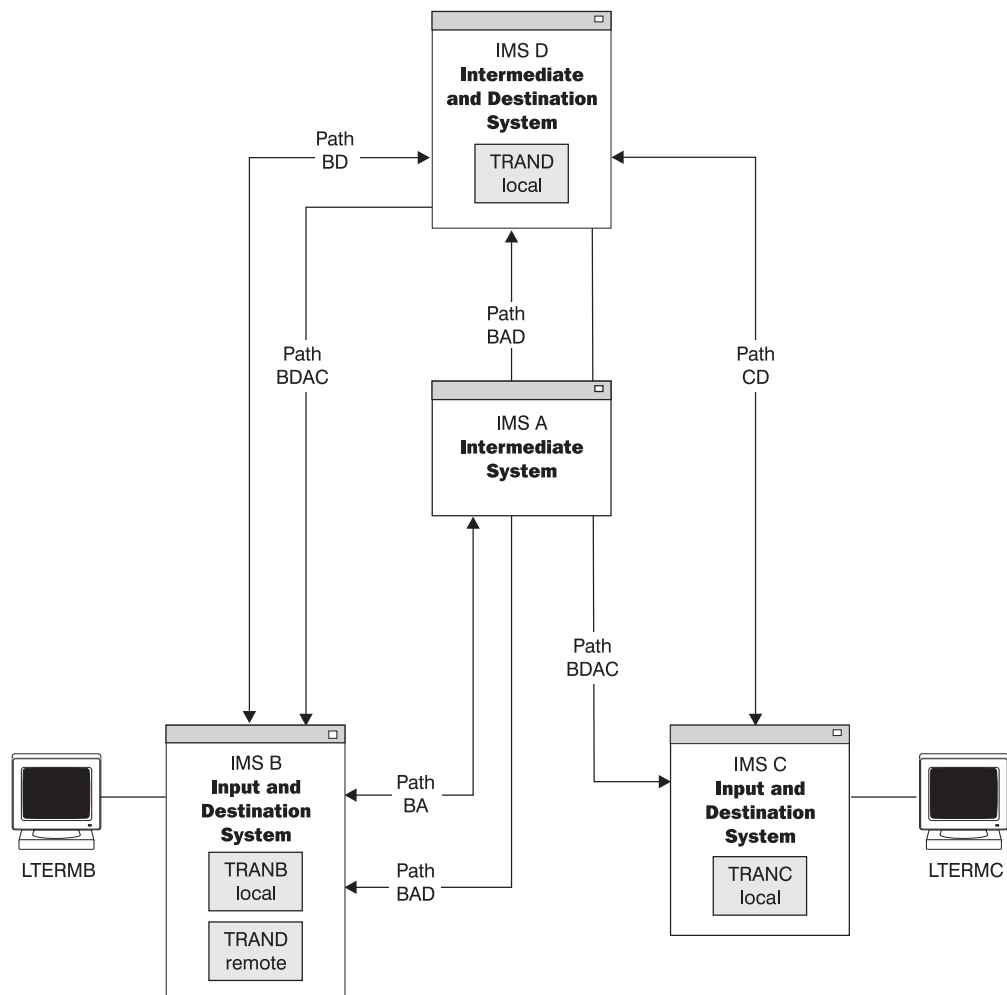 IMS D
Intermediate
and Destination
System
TRAND
local
Path
BD
Path
BAD
Path
BDAC
Path
CD
IMS A
Intermediate
System
Path
BDAC
IMS B
Input and
Destination
System
TRANB
local
TRAND
remote
LTERMB
Path
BA
Path
BAD
IMS C
Input and
Destination
System
TRANC
local
LTERMC